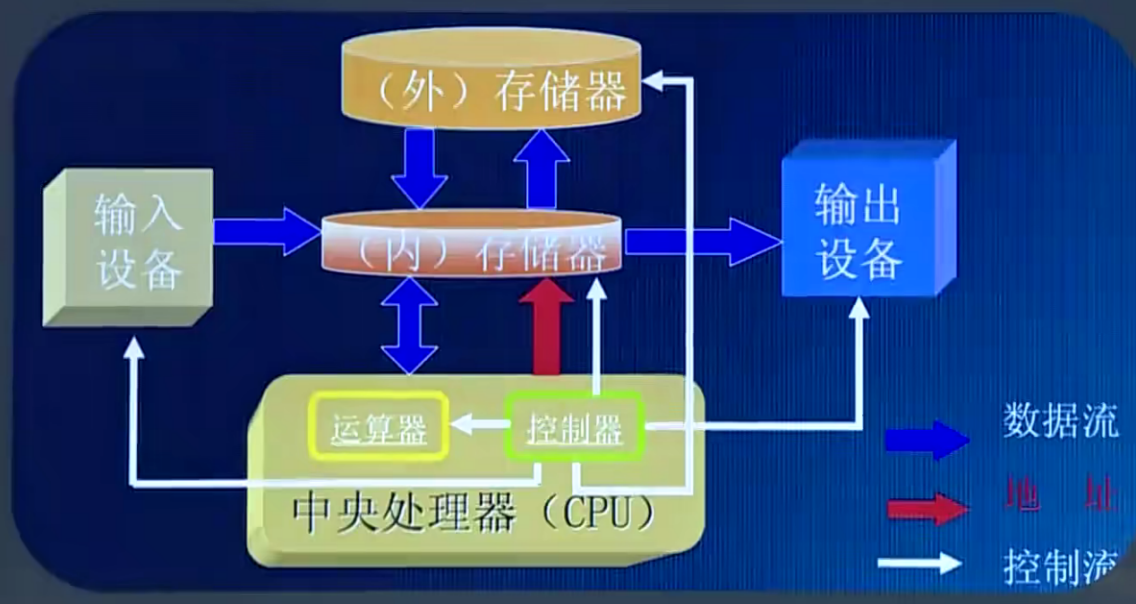 （外）存储器
输入
设备
（内）存储器
输出
设备
运算器
控制器
中央处理器（CPU）
数据流
地 址
控制流